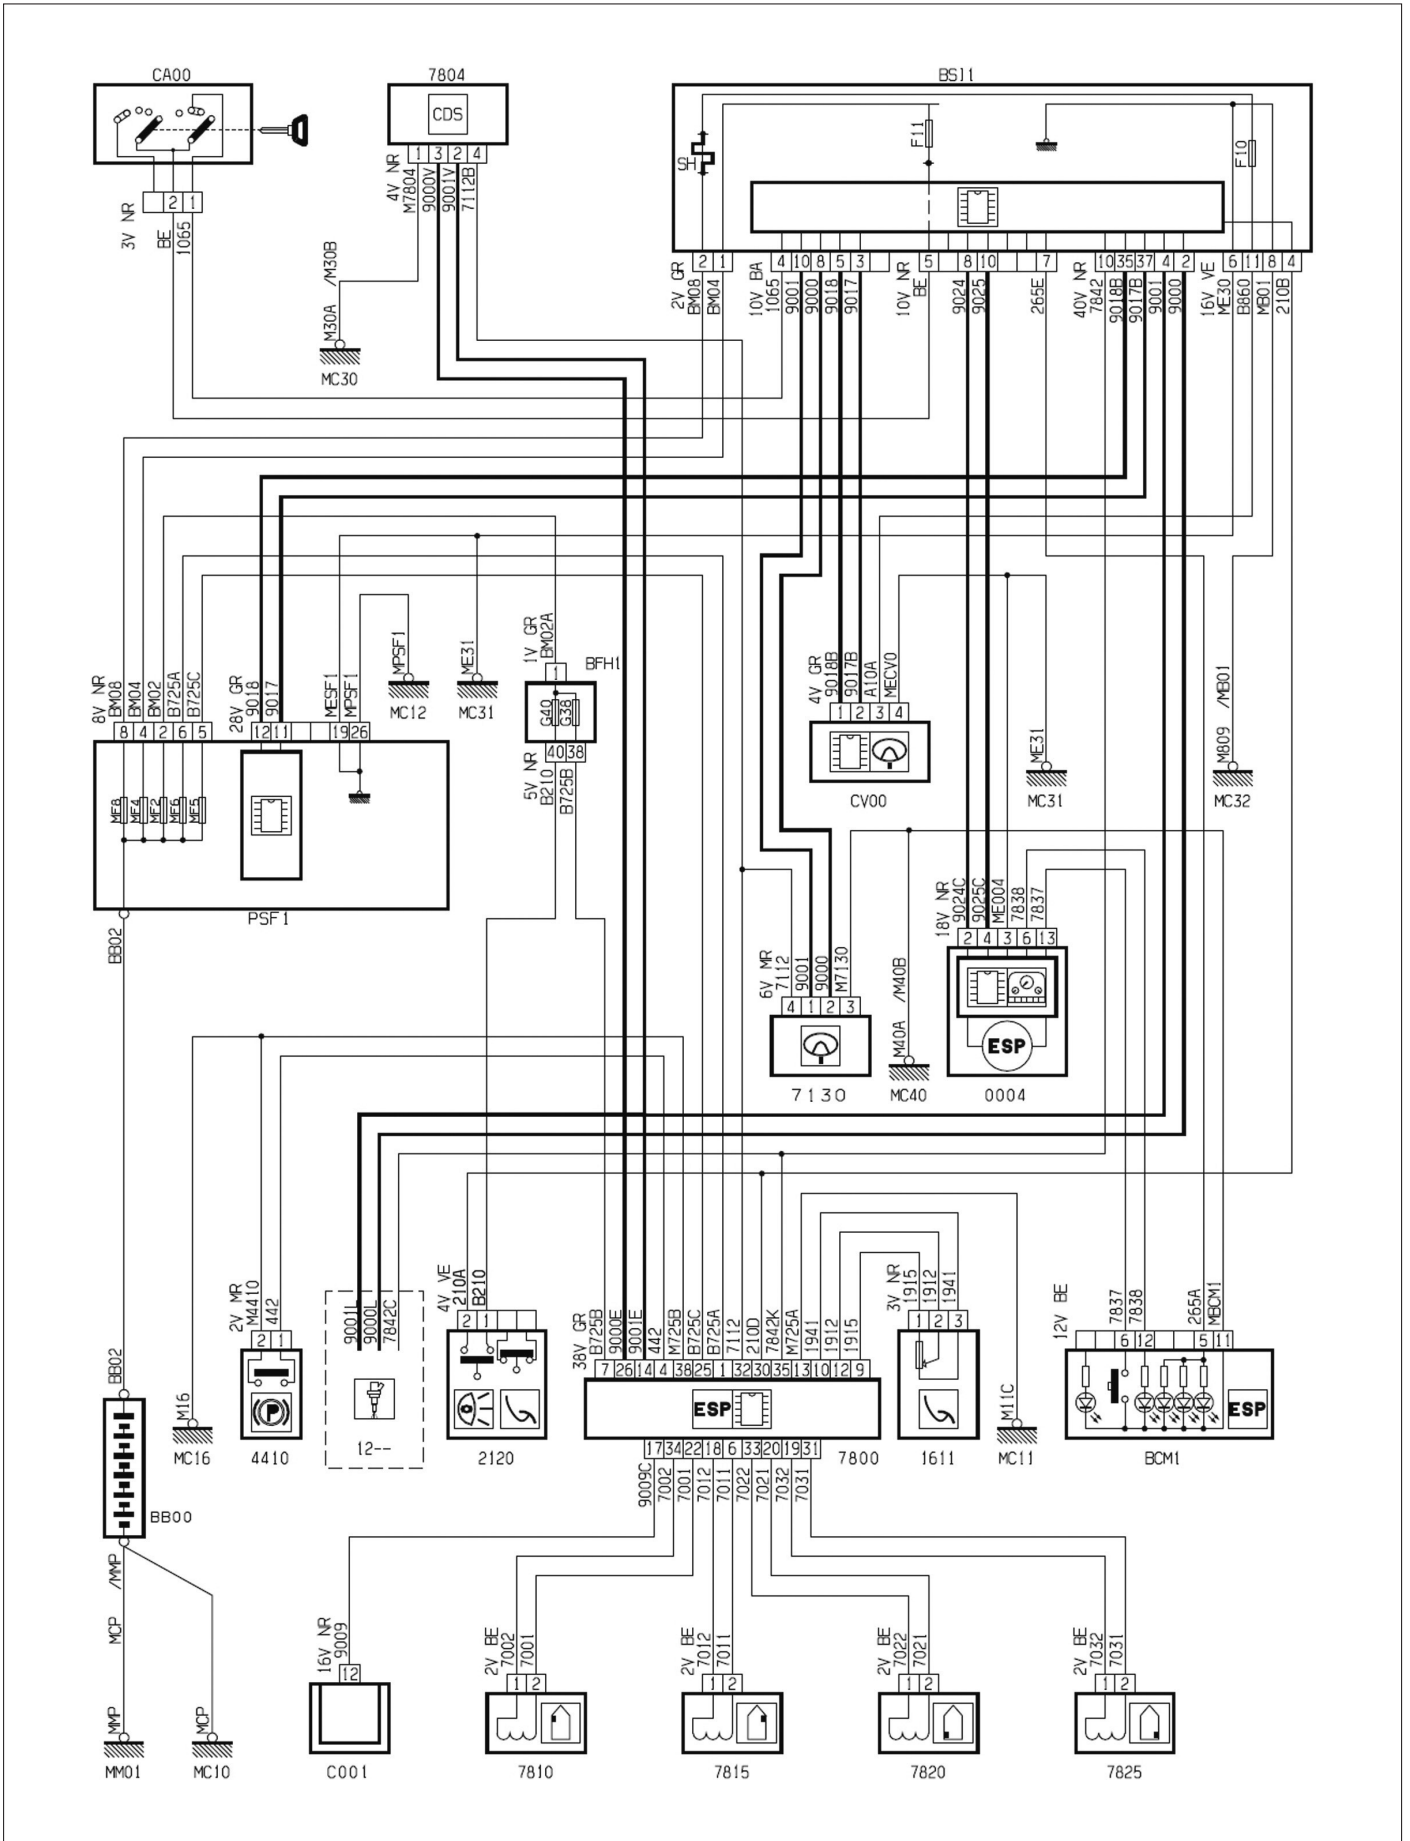 CA00
7804
BSI1
CDS
SH
F11
F10
1 3 2 4
2 1
3V NR
BE
1065
4V NR
M7804
9000V
9001V
7112B
2 1
4 10 8 5 3
5 8 10 7
10 35 37 4 2
6 11 8 4
2V GR
BM08
BM04
10V BA
1065
9001
9000
9018
9017
10V NR
BE
9024
9025
265E
40V NR
7842
9018B
9017B
9001
9000
16V VE
ME30
B860
MB01
210B
M30A /M30B
MC30
8V NR
BM08
BM04
BM02
B725A
B725C
28V GR
9018
9017
MESF1
MPSF1
MPSF1
MC12
ME31
MC31
1V GR
BM02A
BFH1
1
G40
G38
40 38
5V NR
B210
B725B
8 4 2 6 5
12 11 19 26
MF8
MF4
MF2
MF6
MF5
PSF1
4V GR
9018B
9017B
A10A
MECV0
1 2 3 4
CV00
ME31
MC31
M809 /MB01
MC32
BB02
6V MR
7112
9001
9000
M7130
4 1 2 3
7130
M40A /M40B
MC40
18V NR
9024C
9025C
ME004
7838
7837
2 4 3 6 13
ESP
0004
BB02
M16
MC16
2V MR
M4410
442
2 1
P
4410
9001L
9000L
7842C
12--
4V VE
210A
B210
2 1
2120
38V GR
B725B
9000E
9001E
442
M725B
B725C
B725A
7112
210D
7842K
M725A
1941
1912
1915
7 26 14 4 38 25 1 32 30 35 13 10 12 9
ESP
7800
17 34 22 18 6 33 20 19 31
9009C
7002
7001
7012
7011
7022
7021
7032
7031
3V NR
1915
1912
1941
1 2 3
1611
M11C
MC11
12V BE
7837
7838
265A
MBCM1
6 12 5 11
ESP
BCM1
BB00
/MMP
MCP
MMP
MCP
MM01
MC10
16V NR
9009
12
C001
2V BE
7002
7001
1 2
7810
2V BE
7012
7011
1 2
7815
2V BE
7022
7021
1 2
7820
2V BE
7032
7031
1 2
7825